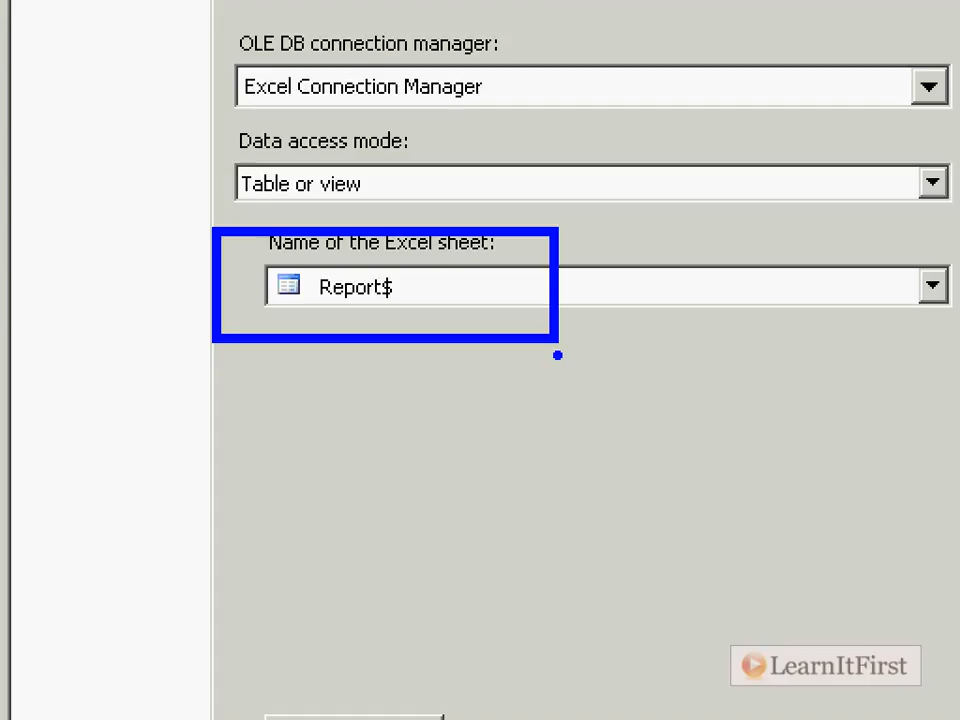 OLE DB connection manager:
Excel Connection Manager
Data access mode:
Table or view
Name of the Excel sheet:
Report$
LearnItFirst